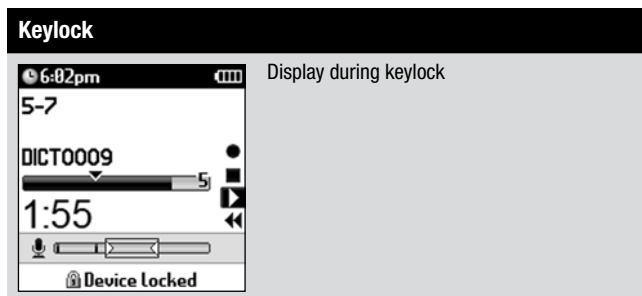 Keylock
6:02pm
Display during keylock
5-7
DICT0009
5
1:55
Device locked